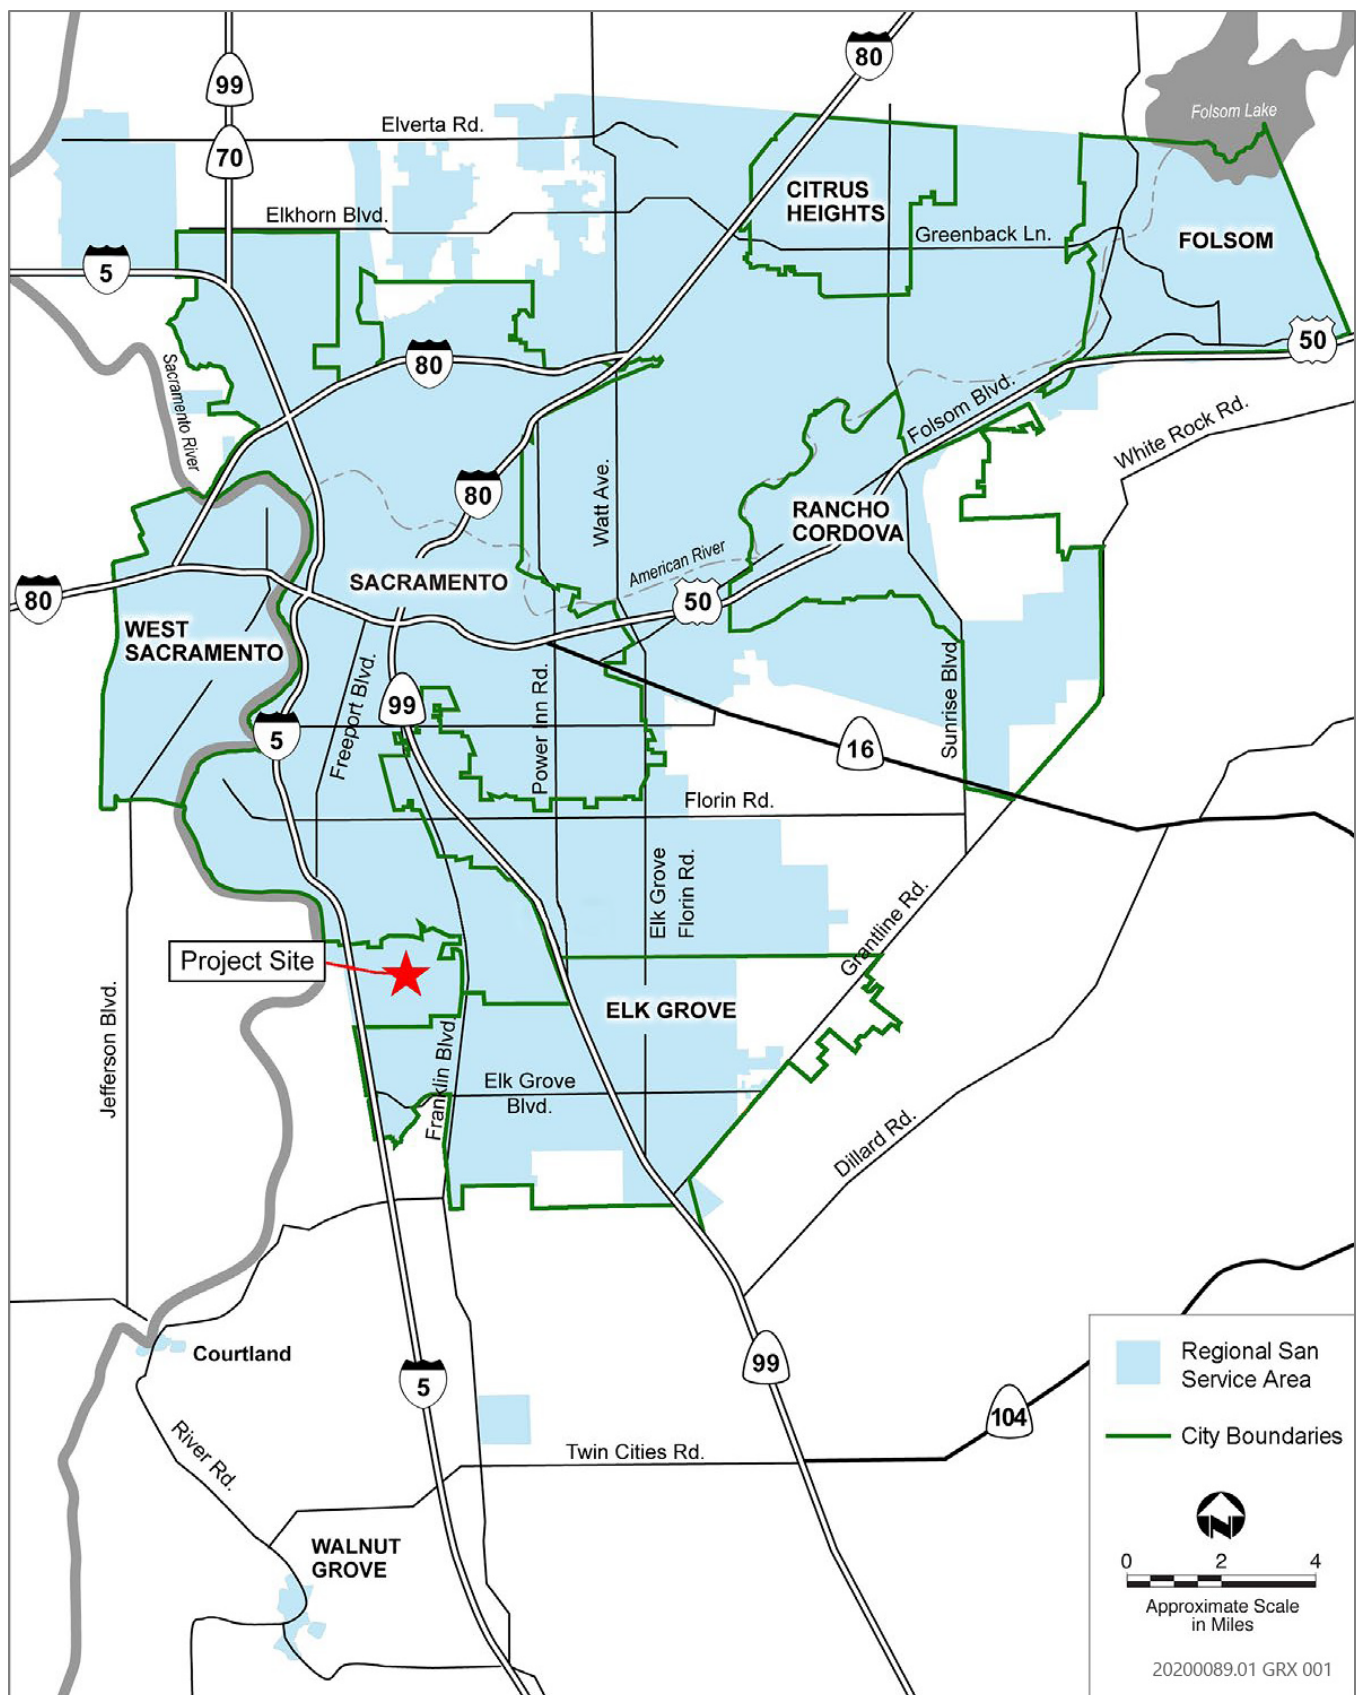 99
80
Folsom Lake
Elverta Rd.
70
CITRUS
HEIGHTS
Elkhorn Blvd.
Greenback Ln.
FOLSOM
5
50
80
Sacramento River
Folsom Blvd.
White Rock Rd.
80
Watt Ave.
RANCHO
CORDOVA
American River
SACRAMENTO
80
50
WEST
SACRAMENTO
Freeport Blvd.
99
Power Inn Rd.
Sunrise Blvd.
5
16
Florin Rd.
Elk Grove
Florin Rd.
Grantline Rd.
Project Site
ELK GROVE
Jefferson Blvd.
Franklin Blvd.
Elk Grove
Blvd.
Dillard Rd.
Courtland
5
99
104
River Rd.
Twin Cities Rd.
WALNUT
GROVE
Regional San
Service Area
City Boundaries
N
0 2 4
Approximate Scale
in Miles
20200089.01 GRX 001